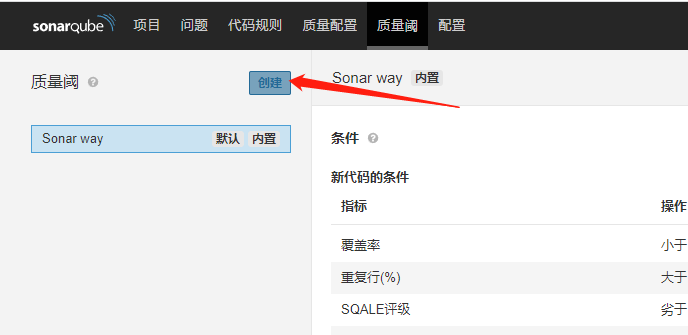 sonarqube 项目 问题 代码规则 质量配置 质量阈 配置
质量阈 ? 创建
Sonar way 内置
Sonar way 默认 内置
条件 ?
新代码的条件
指标 操作
覆盖率 小于
重复行(%) 大于
SQALE评级 劣于